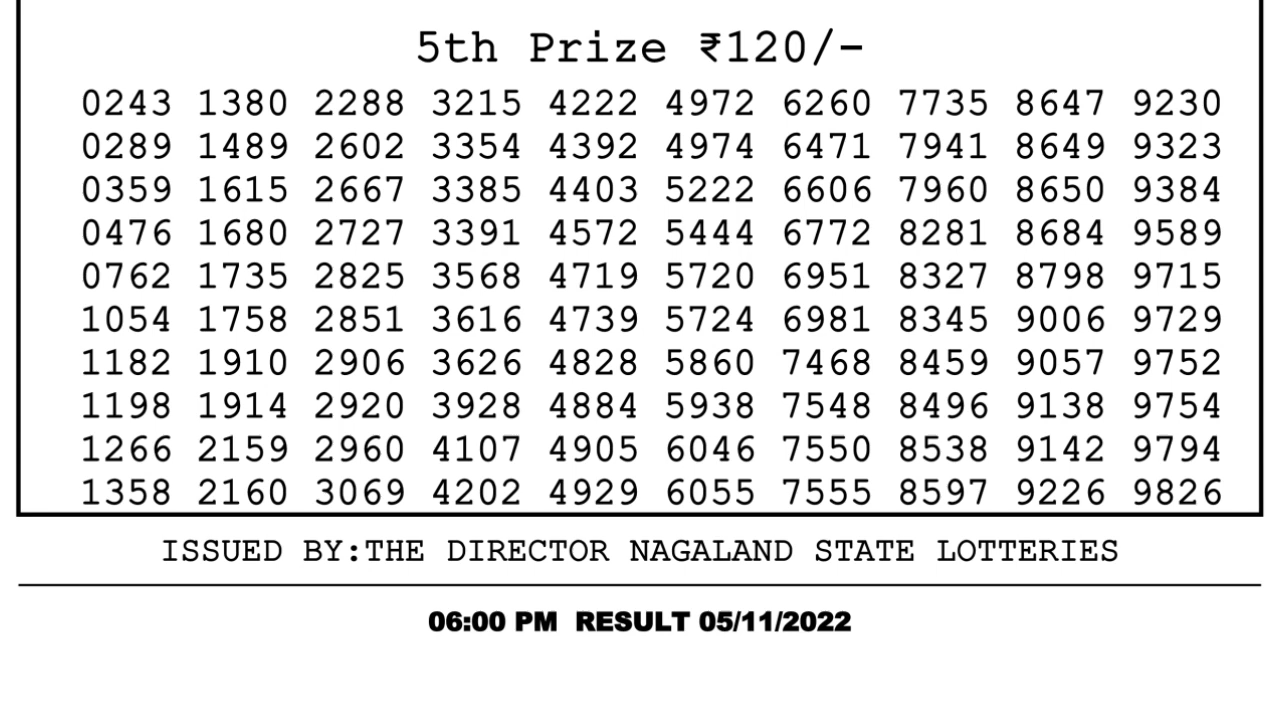 5th Prize ₹120/-
0243 1380 2288 3215 4222 4972 6260 7735 8647 9230
0289 1489 2602 3354 4392 4974 6471 7941 8649 9323
0359 1615 2667 3385 4403 5222 6606 7960 8650 9384
0476 1680 2727 3391 4572 5444 6772 8281 8684 9589
0762 1735 2825 3568 4719 5720 6951 8327 8798 9715
1054 1758 2851 3616 4739 5724 6981 8345 9006 9729
1182 1910 2906 3626 4828 5860 7468 8459 9057 9752
1198 1914 2920 3928 4884 5938 7548 8496 9138 9754
1266 2159 2960 4107 4905 6046 7550 8538 9142 9794
1358 2160 3069 4202 4929 6055 7555 8597 9226 9826
ISSUED BY:THE DIRECTOR NAGALAND STATE LOTTERIES
06:00 PM RESULT 05/11/2022